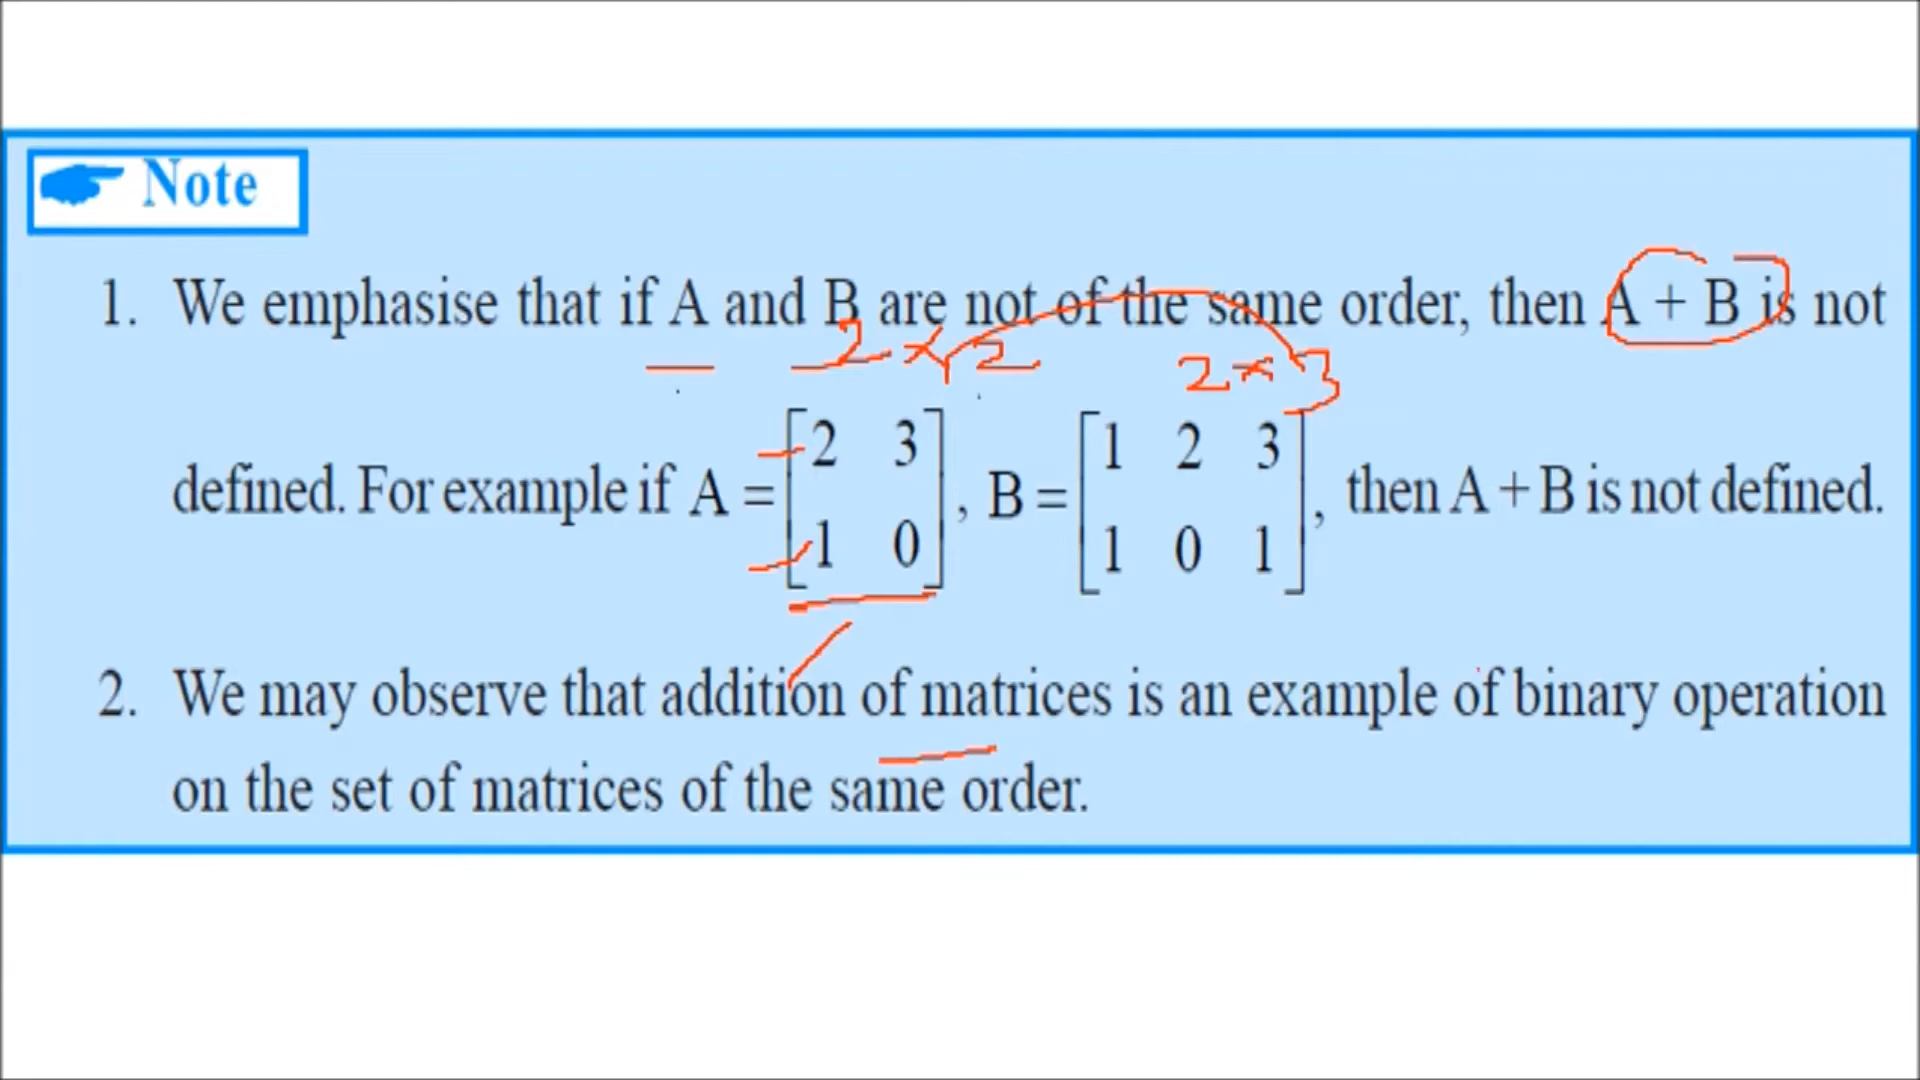 Note
1. We emphasise that if A and B are not of the same order, then A + B is not
2 × 2 2 × 3
defined. For example if A = [2 3; 1 0], B = [1 2 3; 1 0 1], then A + B is not defined.
2. We may observe that addition of matrices is an example of binary operation
on the set of matrices of the same order.